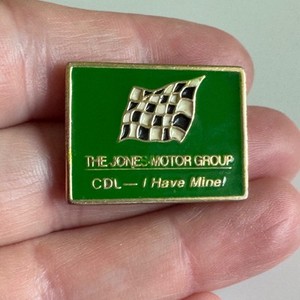 THE JONES MOTOR GROUP
CDL — I Have Mine!